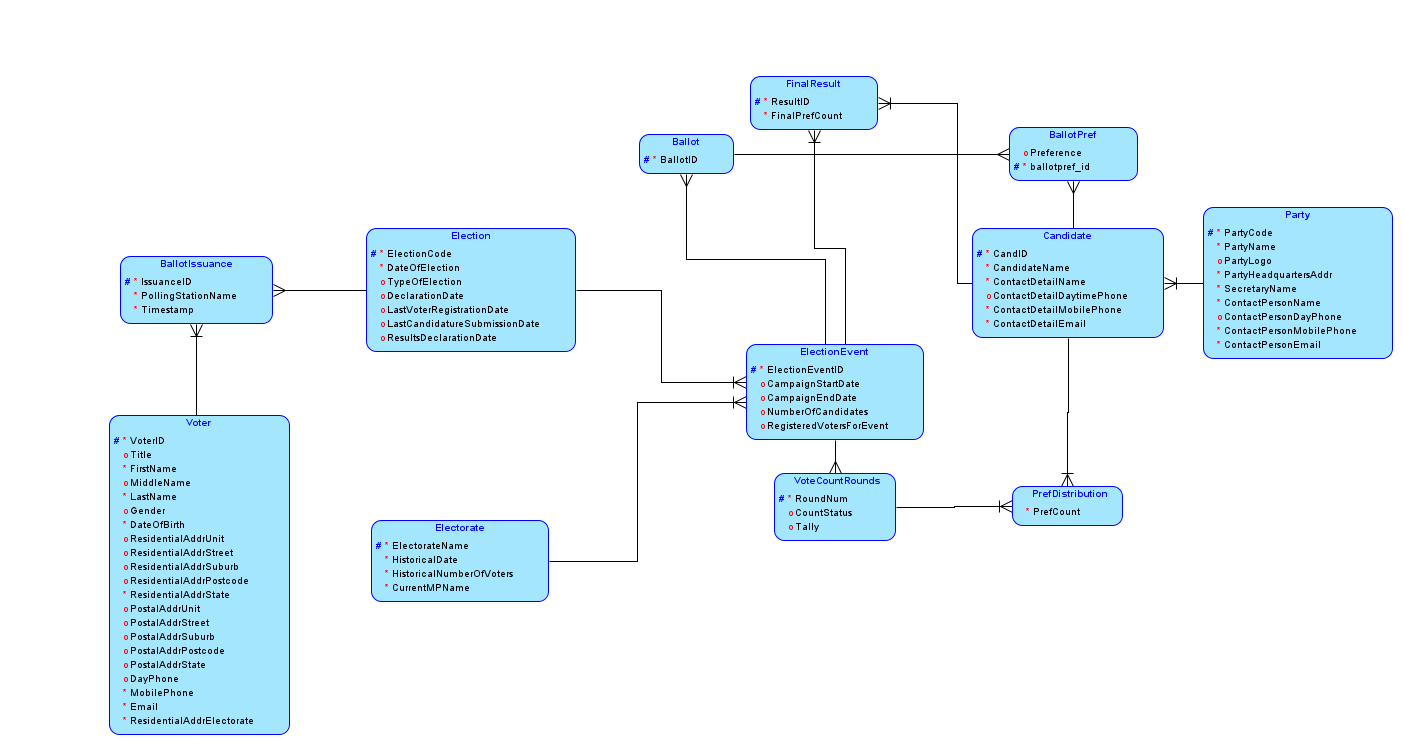 FinalResult
# * ResultID
* FinalPrefCount
Ballot
# * BallotID
BallotPref
o Preference
# * ballotpref_id
Party
# * PartyCode
* PartyName
o PartyLogo
* PartyHeadquartersAddr
* SecretaryName
* ContactPersonName
o ContactPersonDayPhone
* ContactPersonMobilePhone
* ContactPersonEmail
Election
# * ElectionCode
* DateOfElection
o TypeOfElection
o DeclarationDate
o LastVoterRegistrationDate
o LastCandidatureSubmissionDate
o ResultsDeclarationDate
Candidate
# * CandID
* CandidateName
* ContactDetailName
o ContactDetailDaytimePhone
* ContactDetailMobilePhone
* ContactDetailEmail
BallotIssuance
# * IssuanceID
* PollingStationName
* Timestamp
ElectionEvent
# * ElectionEventID
o CampaignStartDate
o CampaignEndDate
o NumberOfCandidates
o RegisteredVotersForEvent
Voter
# * VoterID
o Title
* FirstName
o MiddleName
* LastName
o Gender
* DateOfBirth
o ResidentialAddrUnit
o ResidentialAddrStreet
o ResidentialAddrSuburb
o ResidentialAddrPostcode
* ResidentialAddrState
o PostalAddrUnit
o PostalAddrStreet
o PostalAddrSuburb
o PostalAddrPostcode
o PostalAddrState
o DayPhone
* MobilePhone
* Email
* ResidentialAddrElectorate
VoteCountRounds
# * RoundNum
o CountStatus
o Tally
PrefDistribution
* PrefCount
Electorate
# * ElectorateName
* HistoricalDate
* HistoricalNumberOfVoters
* CurrentMPName